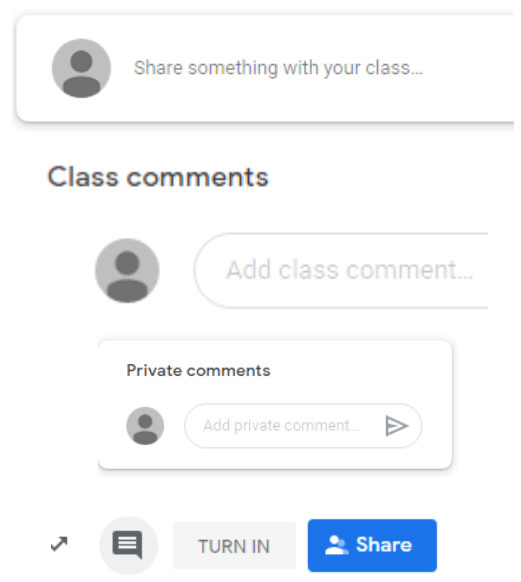 Share something with your class...
Class comments
Add class comment...
Private comments
Add private comment...
TURN IN
Share